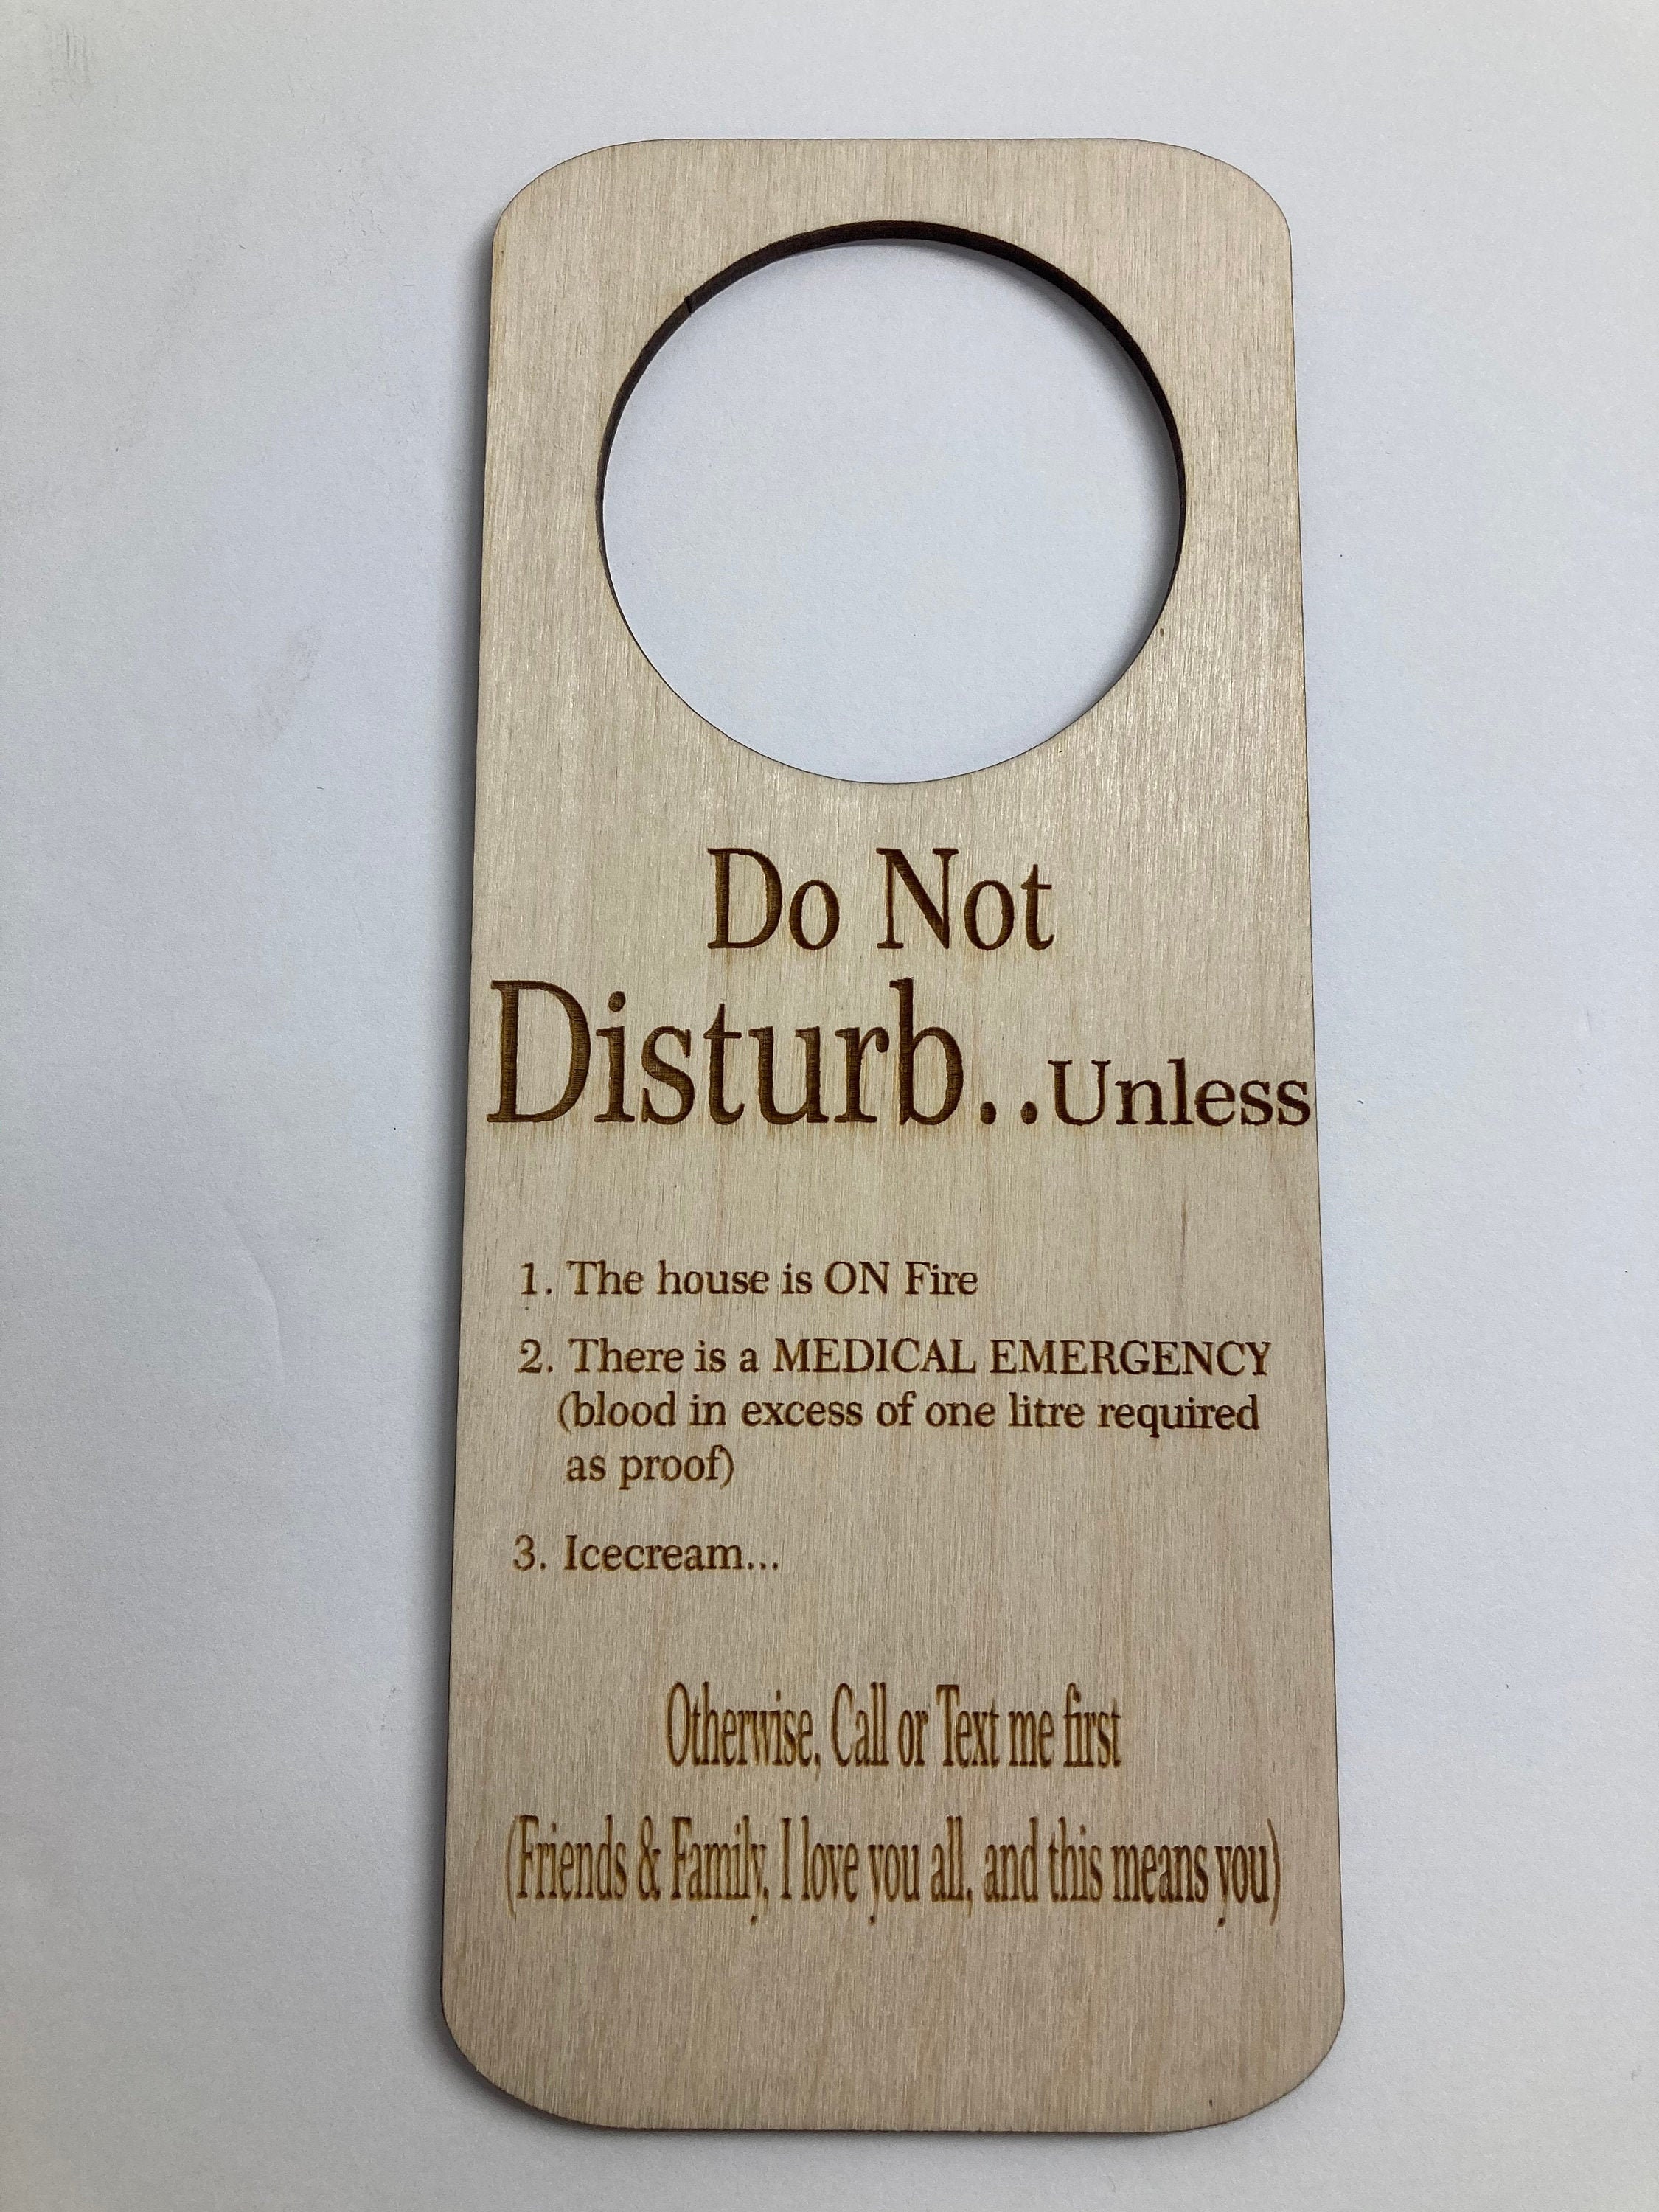 Do Not
Disturb..Unless
1. The house is ON Fire
2. There is a MEDICAL EMERGENCY
(blood in excess of one litre required
as proof)
3. Icecream...
Otherwise, Call or Text me first
(Friends & Family, I love you all, and this means you)